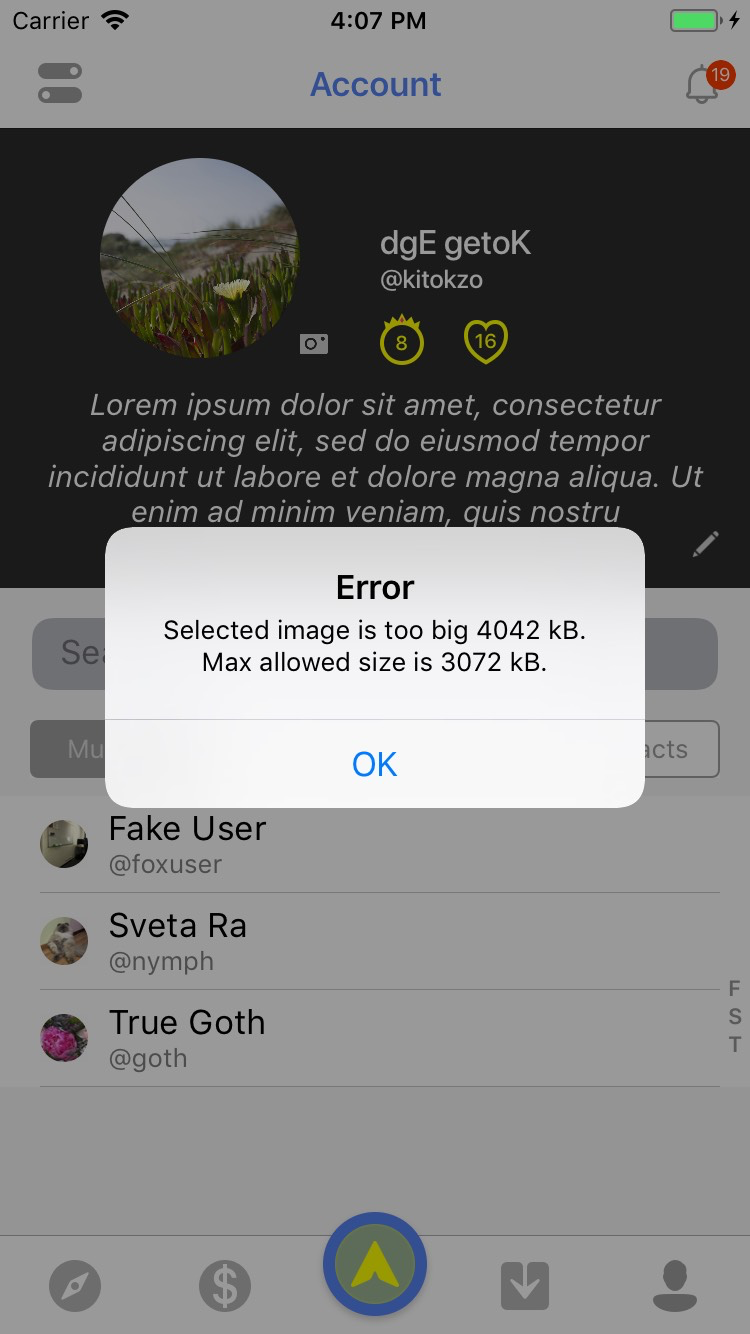 Carrier 4:07 PM
Account 19
dgE getoK
@kitokzo
8 16
Lorem ipsum dolor sit amet, consectetur
adipiscing elit, sed do eiusmod tempor
incididunt ut labore et dolore magna aliqua. Ut
enim ad minim veniam, quis nostru
Error
Selected image is too big 4042 kB.
Max allowed size is 3072 kB.
OK
Fake User
@foxuser
Sveta Ra
@nymph
True Goth
@goth
F
S
T
$